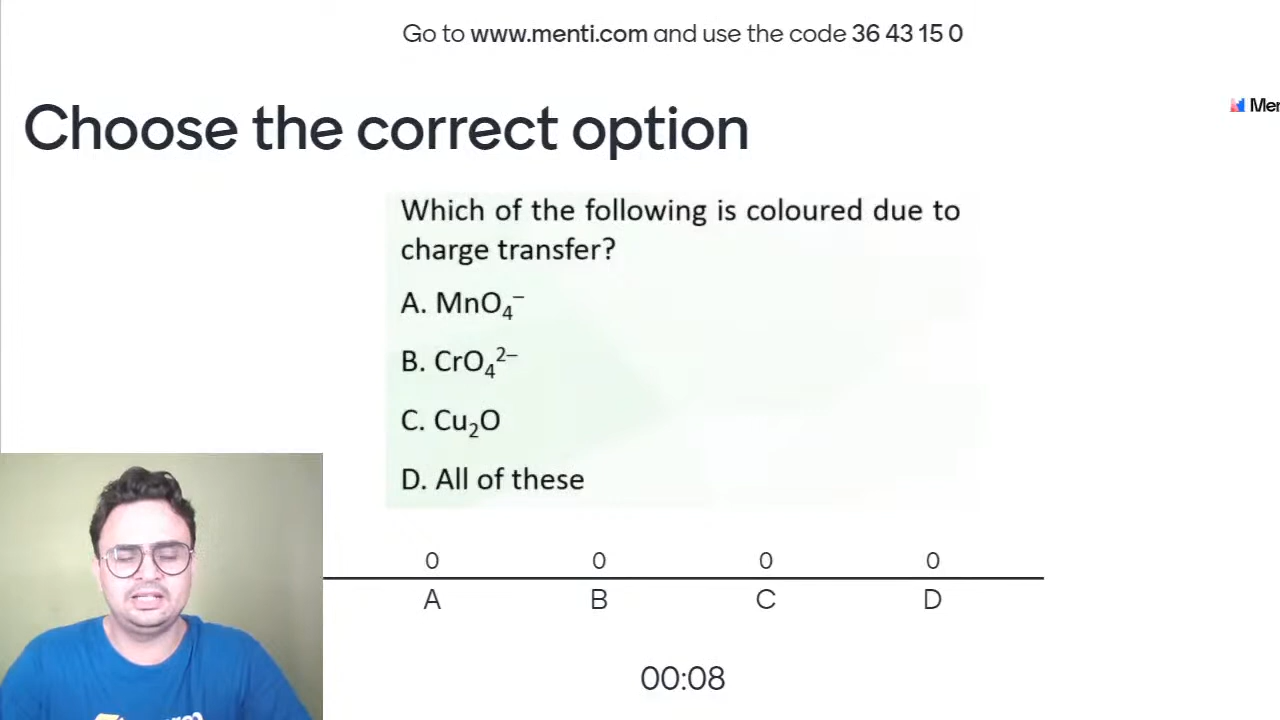 Go to www.menti.com and use the code 36 43 15 0
Mer
Choose the correct option
Which of the following is coloured due to
charge transfer?
A. MnO₄⁻
B. CrO₄²⁻
C. Cu₂O
D. All of these
0 0 0 0
A B C D
00:08